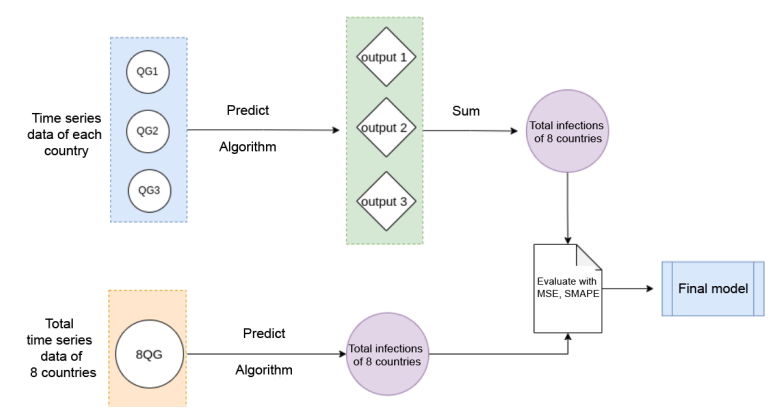 Time series
data of each
country
QG1
QG2
QG3
Predict
Algorithm
output 1
output 2
output 3
Sum
Total infections
of 8 countries
Evaluate with
MSE, SMAPE
Final model
Total
time series
data of
8 countries
8QG
Predict
Algorithm
Total infections
of 8 countries